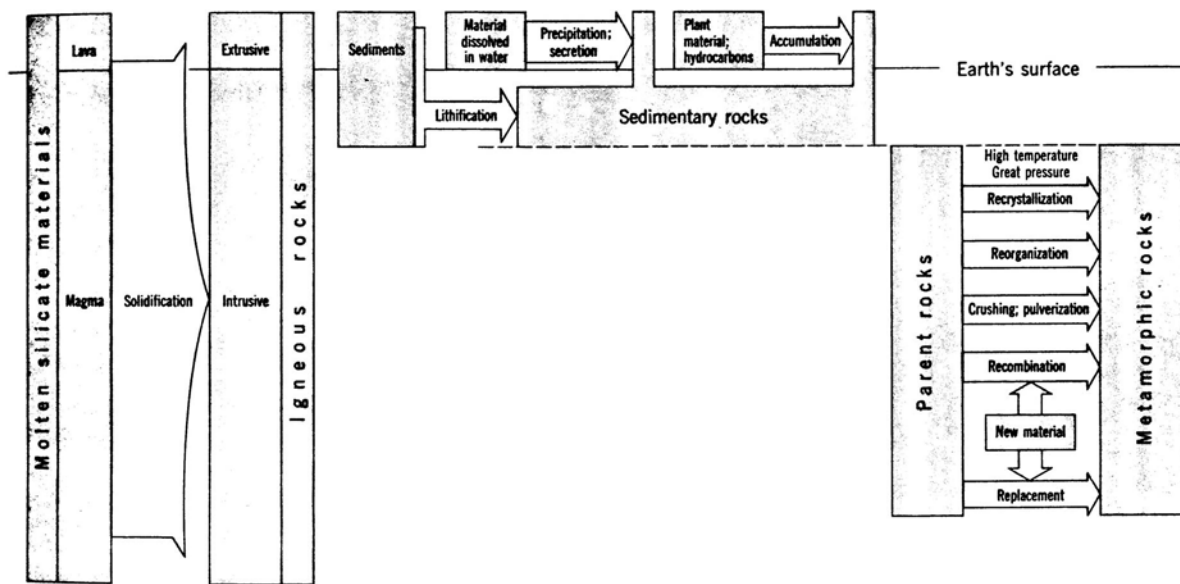 Molten silicate materials
Lava
Magma
Solidification
Extrusive
Intrusive
Igneous rocks
Sediments
Lithification
Material
dissolved
in water
Precipitation;
secretion
Plant
material;
hydrocarbons
Accumulation
Sedimentary rocks
Earth's surface
Parent rocks
High temperature
Great pressure
Recrystallization
Reorganization
Crushing; pulverization
Recombination
New material
Replacement
Metamorphic rocks